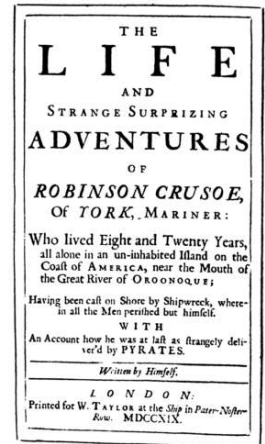 THE
LIFE
AND
STRANGE SURPRIZING
ADVENTURES
OF
ROBINSON CRUSOE,
Of YORK, MARINER:
Who lived Eight and Twenty Years,
all alone in an un-inhabited Iſland on the
Coaſt of AMERICA, near the Mouth of
the Great River of OROONOQUE;
Having been caſt on Shore by Shipwreck, where-
in all the Men periſhed but himſelf.
WITH
An Account how he was at laſt as ſtrangely deli-
ver'd by PYRATES.
Written by Himſelf.
LONDON:
Printed for W. TAYLOR at the Ship in Pater-Noſter-
Row. MDCCXIX.